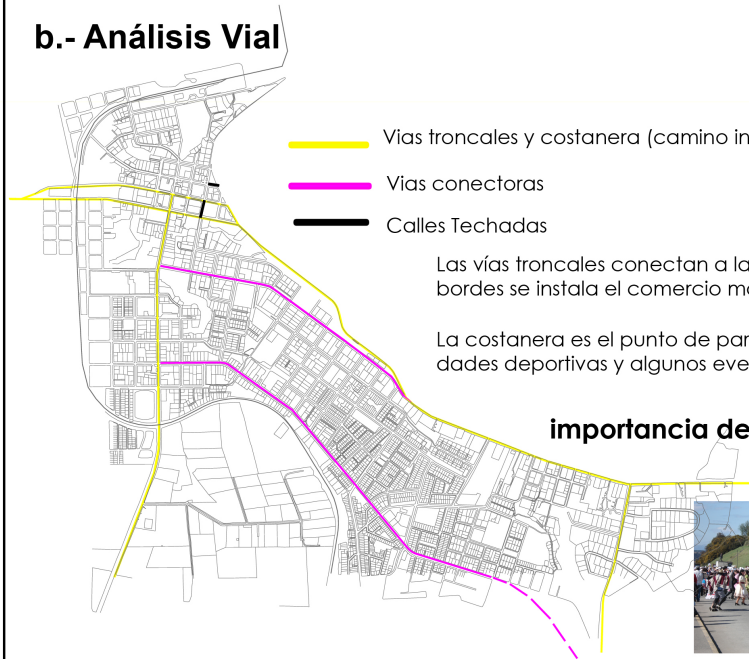 b.- Análisis Vial
Vias troncales y costanera (camino in
Vias conectoras
Calles Techadas
Las vías troncales conectan a la
bordes se instala el comercio
La costanera es el punto de par
dades deportivas y algunos eve
importancia de